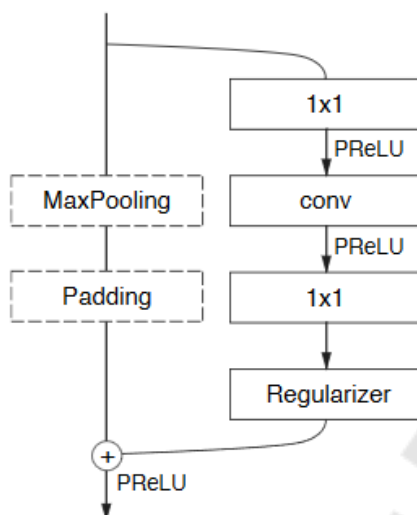 1x1
PReLU
MaxPooling
conv
PReLU
Padding
1x1
Regularizer
+
PReLU